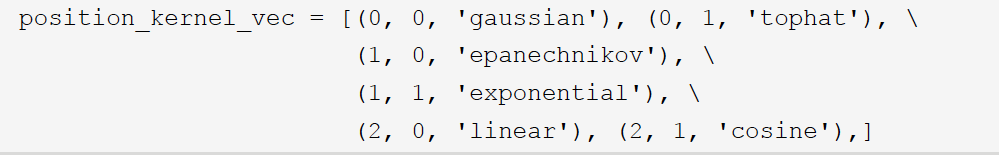 position_kernel_vec = [(0, 0, 'gaussian'), (0, 1, 'tophat'), \
(1, 0, 'epanechnikov'), \
(1, 1, 'exponential'), \
(2, 0, 'linear'), (2, 1, 'cosine'),]